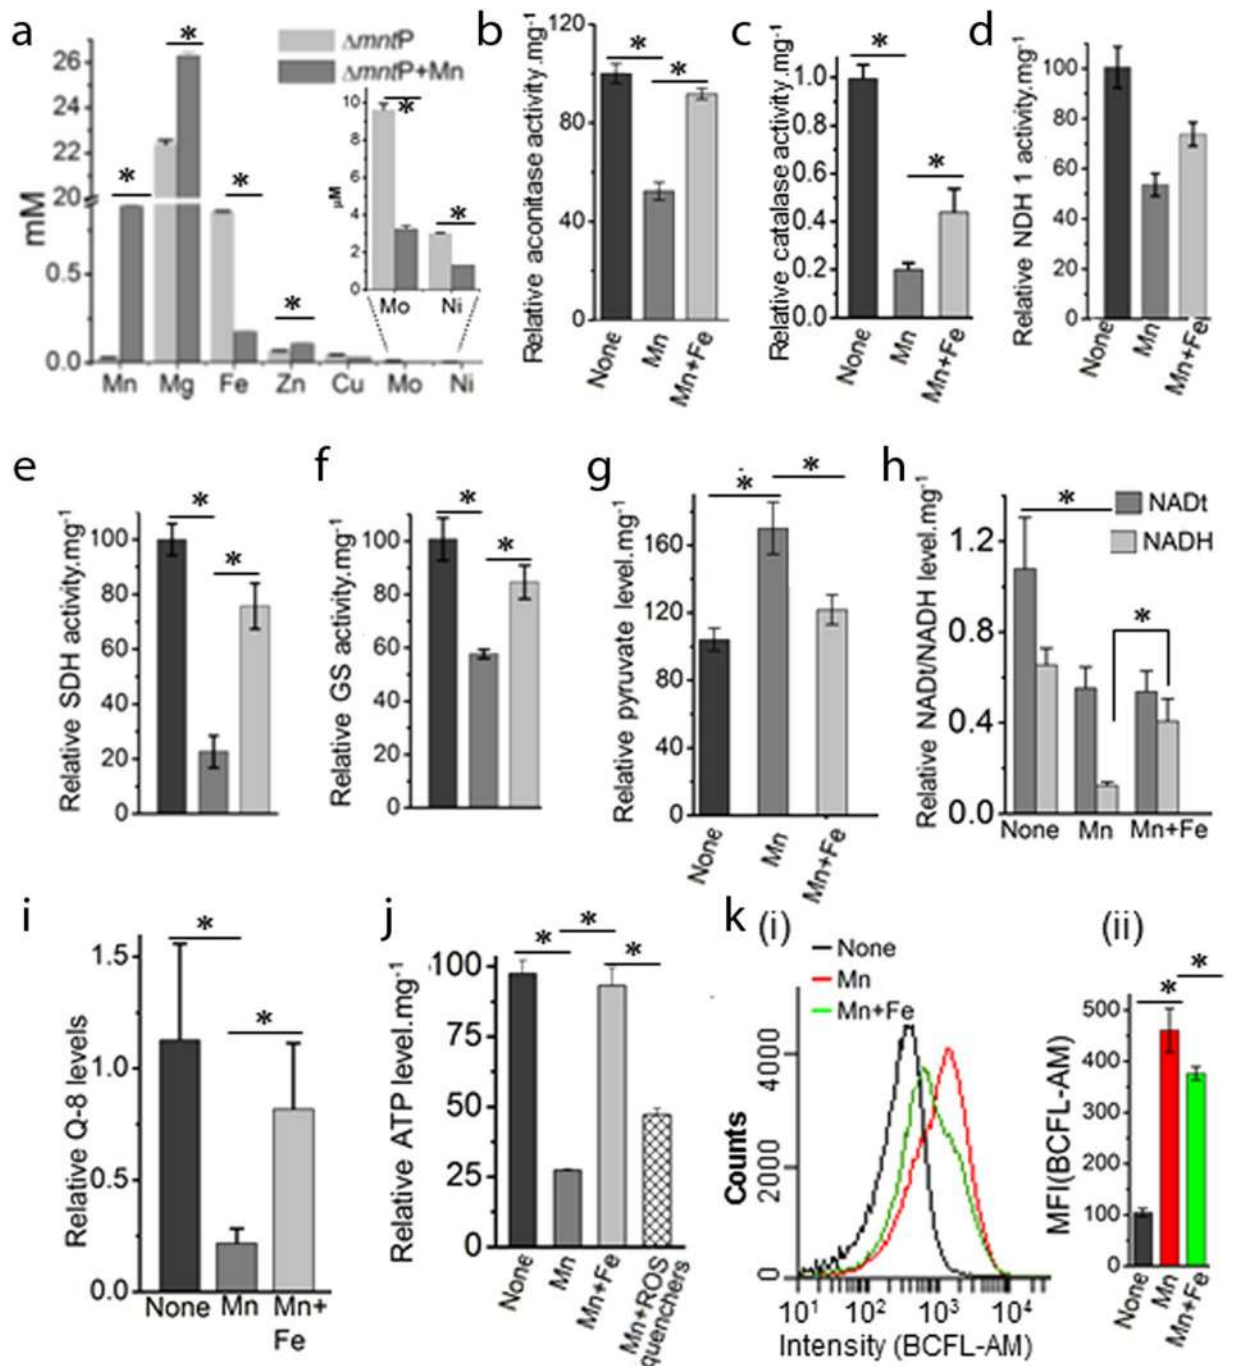 a
ΔmntP
ΔmntP+Mn
*
*
*
*
26
24
22
20
0.5
0.0
mM
Mn Mg Fe Zn Cu Mo Ni
10
8
6
4
2
0
µM
*
*
Mo Ni
b
Relative aconitase activity.mg-1
120
80
40
0
*
*
None Mn Mn+Fe
c
Relative catalase activity.mg-1
1.0
0.8
0.6
0.4
0.2
0.0
*
*
None Mn Mn+Fe
d
Relative NDH 1 activity.mg-1
100
80
60
40
20
0
None Mn Mn+Fe
e
Relative SDH activity.mg-1
100
80
60
40
20
0
*
*
f
Relative GS activity.mg-1
100
80
60
40
20
0
*
*
g
Relative pyruvate level.mg-1
160
120
80
40
0
*
*
None Mn Mn+Fe
h
Relative NADt/NADH level.mg-1
1.2
0.8
0.4
0.0
*
*
NADt
NADH
None Mn Mn+Fe
i
Relative Q-8 levels
1.5
1.0
0.5
0.0
*
*
None Mn Mn+
Fe
j
Relative ATP level.mg-1
100
75
50
25
0
*
*
*
None Mn Mn+Fe Mn+ROS
quenchers
k (i)
None
Mn
Mn+Fe
Counts
4000
2000
0
101 102 103 104
Intensity (BCFL-AM)
(ii)
*
*
MFI(BCFL-AM)
500
400
300
200
100
0
None Mn Mn+Fe